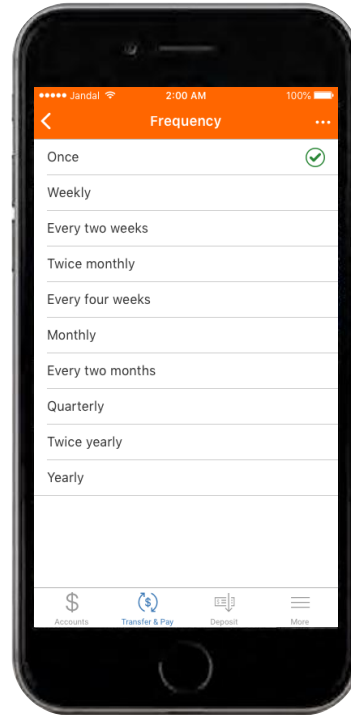 Jandal 2:00 AM 100%
Frequency
Once
Weekly
Every two weeks
Twice monthly
Every four weeks
Monthly
Every two months
Quarterly
Twice yearly
Yearly
Accounts Transfer & Pay Deposit More